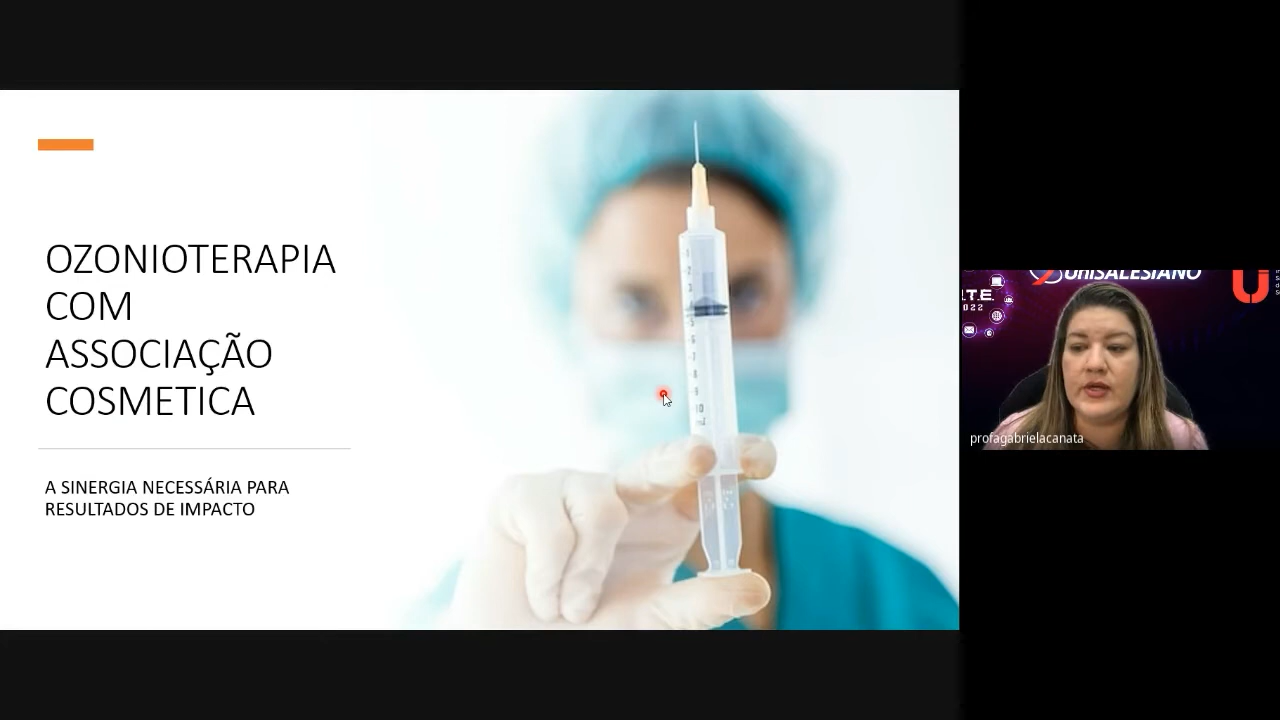 OZONIOTERAPIA
COM
ASSOCIAÇÃO
COSMETICA
A SINERGIA NECESSÁRIA PARA
RESULTADOS DE IMPACTO
UNISALESIANO
.T.E.
2022
profagabrielacanata